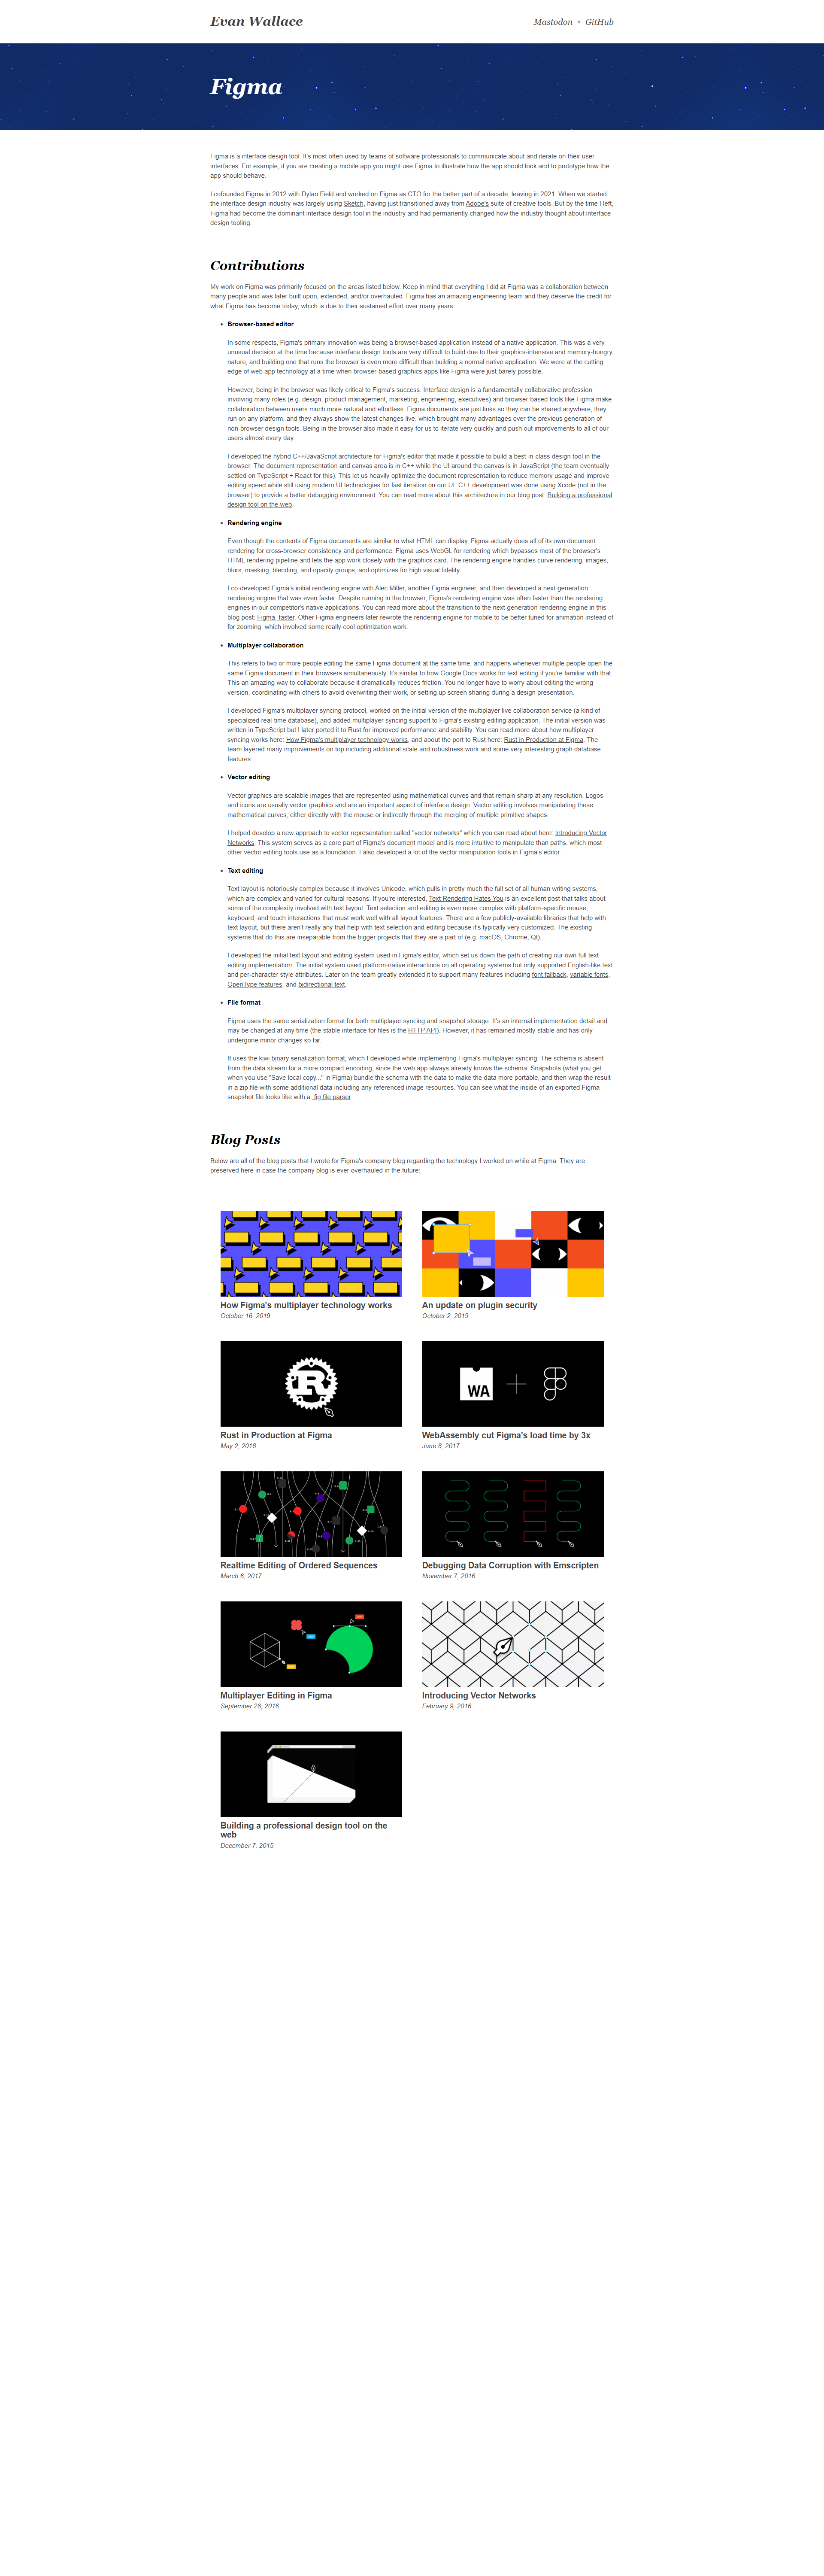 Evan Wallace
Mastodon • GitHub
Figma
Figma is a interface design tool. It's most often used by teams of software professionals to communicate about and iterate on their user
interfaces. For example, if you are creating a mobile app you might use Figma to illustrate how the app should look and to prototype how the
app should behave.
I cofounded Figma in 2012 with Dylan Field and worked on Figma as CTO for the better part of a decade, leaving in 2021. When we started
the interface design industry was largely using Sketch, having just transitioned away from Adobe's suite of creative tools. But by the time I left,
Figma had become the dominant interface design tool in the industry and had permanently changed how the industry thought about interface
design tooling.
Contributions
My work on Figma was primarily focused on the areas listed below. Keep in mind that everything I did at Figma was a collaboration between
many people and was later built upon, extended, and/or overhauled. Figma has an amazing engineering team and they deserve the credit for
what Figma has become today, which is due to their sustained effort over many years.
• Browser-based editor
In some respects, Figma's primary innovation was being a browser-based application instead of a native application. This was a very
unusual decision at the time because interface design tools are very difficult to build due to their graphics-intensive and memory-hungry
nature, and building one that runs the browser is even more difficult than building a normal native application. We were at the cutting
edge of web app technology at a time when browser-based graphics apps like Figma were just barely possible.
However, being in the browser was likely critical to Figma's success. Interface design is a fundamentally collaborative profession
involving many roles (e.g. design, product management, marketing, engineering, executives) and browser-based tools like Figma make
collaboration between users much more natural and effortless. Figma documents are just links so they can be shared anywhere, they
run on any platform, and they always show the latest changes live, which brought many advantages over the previous generation of
non-browser design tools. Being in the browser also made it easy for us to iterate very quickly and push out improvements to all of our
users almost every day.
I developed the hybrid C++/JavaScript architecture for Figma's editor that made it possible to build a best-in-class design tool in the
browser. The document representation and canvas area is in C++ while the UI around the canvas is in JavaScript (the team eventually
settled on TypeScript + React for this). This let us heavily optimize the document representation to reduce memory usage and improve
editing speed while still using modern UI technologies for fast iteration on our UI. C++ development was done using Xcode (not in the
browser) to provide a better debugging environment. You can read more about this architecture in our blog post: Building a professional
design tool on the web.
• Rendering engine
Even though the contents of Figma documents are similar to what HTML can display, Figma actually does all of its own document
rendering for cross-browser consistency and performance. Figma uses WebGL for rendering which bypasses most of the browser's
HTML rendering pipeline and lets the app work closely with the graphics card. The rendering engine handles curve rendering, images,
blurs, masking, blending, and opacity groups, and optimizes for high visual fidelity.
I co-developed Figma's initial rendering engine with Alec Miller, another Figma engineer, and then developed a next-generation
rendering engine that was even faster. Despite running in the browser, Figma's rendering engine was often faster than the rendering
engines in our competitor's native applications. You can read more about the transition to the next-generation rendering engine in this
blog post: Figma, faster. Other Figma engineers later rewrote the rendering engine for mobile to be better tuned for animation instead of
for zooming, which involved some really cool optimization work.
• Multiplayer collaboration
This refers to two or more people editing the same Figma document at the same time, and happens whenever multiple people open the
same Figma document in their browsers simultaneously. It's similar to how Google Docs works for text editing if you're familiar with that.
This an amazing way to collaborate because it dramatically reduces friction. You no longer have to worry about editing the wrong
version, coordinating with others to avoid overwriting their work, or setting up screen sharing during a design presentation.
I developed Figma's multiplayer syncing protocol, worked on the initial version of the multiplayer live collaboration service (a kind of
specialized real-time database), and added multiplayer syncing support to Figma's existing editing application. The initial version was
written in TypeScript but I later ported it to Rust for improved performance and stability. You can read more about how multiplayer
syncing works here: How Figma's multiplayer technology works, and about the port to Rust here: Rust in Production at Figma. The
team layered many improvements on top including additional scale and robustness work and some very interesting graph database
features.
• Vector editing
Vector graphics are scalable images that are represented using mathematical curves and that remain sharp at any resolution. Logos
and icons are usually vector graphics and are an important aspect of interface design. Vector editing involves manipulating these
mathematical curves, either directly with the mouse or indirectly through the merging of multiple primitive shapes.
I helped develop a new approach to vector representation called "vector networks" which you can read about here: Introducing Vector
Networks. This system serves as a core part of Figma's document model and is more intuitive to manipulate than paths, which most
other vector editing tools use as a foundation. I also developed a lot of the vector manipulation tools in Figma's editor.
• Text editing
Text layout is notoriously complex because it involves Unicode, which pulls in pretty much the full set of all human writing systems,
which are complex and varied for cultural reasons. If you're interested, Text Rendering Hates You is an excellent post that talks about
some of the complexity involved with text layout. Text selection and editing is even more complex with platform-specific mouse,
keyboard, and touch interactions that must work well with all layout features. There are a few publicly-available libraries that help with
text layout, but there aren't really any that help with text selection and editing because it's typically very customized. The existing
systems that do this are inseparable from the bigger projects that they are a part of (e.g. macOS, Chrome, Qt).
I developed the initial text layout and editing system used in Figma's editor, which set us down the path of creating our own full text
editing implementation. The initial system used platform-native interactions on all operating systems but only supported English-like text
and per-character style attributes. Later on the team greatly extended it to support many features including font fallback, variable fonts,
OpenType features, and bidirectional text.
• File format
Figma uses the same serialization format for both multiplayer syncing and snapshot storage. It's an internal implementation detail and
may be changed at any time (the stable interface for files is the HTTP API). However, it has remained mostly stable and has only
undergone minor changes so far.
It uses the kiwi binary serialization format, which I developed while implementing Figma's multiplayer syncing. The schema is absent
from the data stream for a more compact encoding, since the web app always already knows the schema. Snapshots (what you get
when you use "Save local copy..." in Figma) bundle the schema with the data to make the data more portable, and then wrap the result
in a zip file with some additional data including any referenced image resources. You can see what the inside of an exported Figma
snapshot file looks like with a .fig file parser.
Blog Posts
Below are all of the blog posts that I wrote for Figma's company blog regarding the technology I worked on while at Figma. They are
preserved here in case the company blog is ever overhauled in the future:
How Figma's multiplayer technology works
October 16, 2019
An update on plugin security
October 2, 2019
R
WA
Rust in Production at Figma
May 2, 2018
WebAssembly cut Figma's load time by 3x
June 8, 2017
Realtime Editing of Ordered Sequences
March 6, 2017
Debugging Data Corruption with Emscripten
November 7, 2016
Multiplayer Editing in Figma
September 28, 2016
Introducing Vector Networks
February 9, 2016
Building a professional design tool on the
web
December 7, 2015